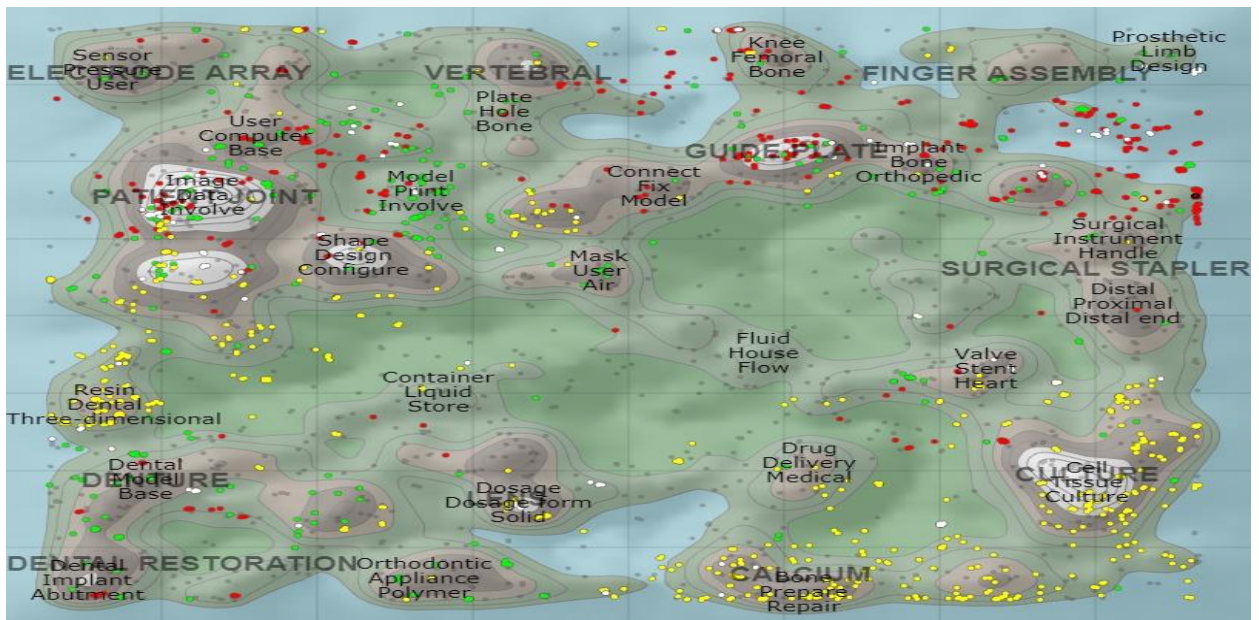 Sensor
Pressure
User
ELECTRODE ARRAY
VERTEBRAL
Plate
Hole
Bone
Knee
Femoral
Bone
FINGER ASSEMBLY
Prosthetic
Limb
Design
User
Computer
Base
PATIENT JOINT
Image
Data
Involve
Model
Print
Involve
Connect
Fix
Model
GUIDE PLATE
Implant
Bone
Orthopedic
Shape
Design
Configure
Mask
User
Air
Surgical
Instrument
Handle
SURGICAL STAPLER
Distal
Proximal
Distal end
Resin
Dental
Three-dimensional
Container
Liquid
Store
Fluid
House
Flow
Valve
Stent
Heart
DENTURE
Dental
Model
Base
LENS
Dosage
Dosage form
Solid
Drug
Delivery
Medical
CULTURE
Cell
Tissue
Culture
DENTAL RESTORATION
Dental
Implant
Abutment
Orthodontic
Appliance
Polymer
CALCIUM
Bone
Prepare
Repair